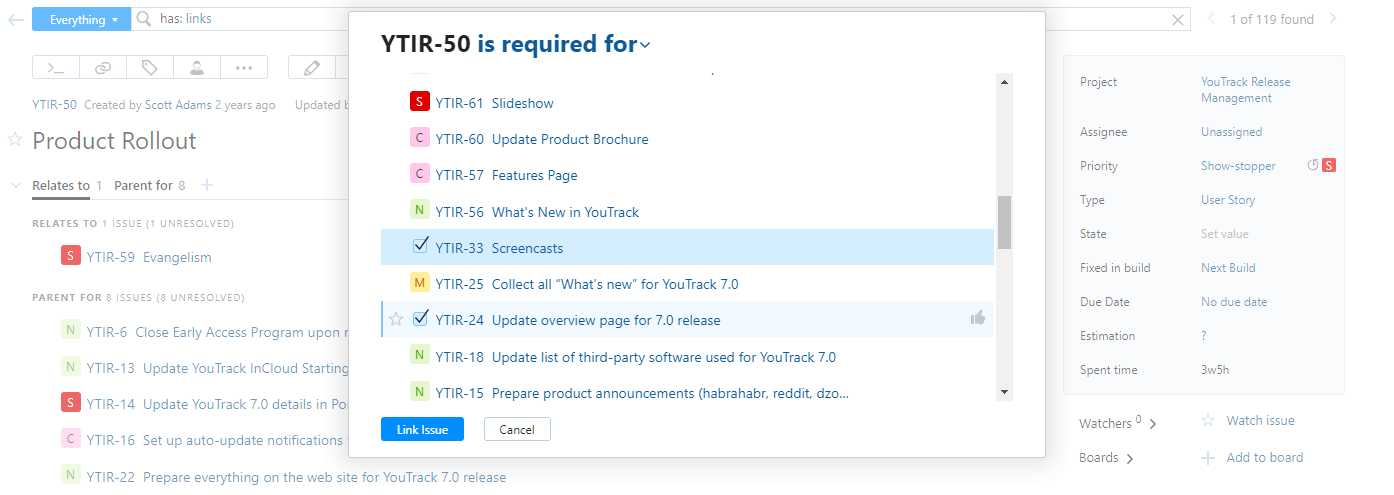 Everything
has: links
1 of 119 found
YTIR-50 is required for
YTIR-50 Created by Scott Adams 2 years ago Updated b
Product Rollout
Relates to 1 Parent for 8
RELATES TO 1 ISSUE (1 UNRESOLVED)
S YTIR-59 Evangelism
PARENT FOR 8 ISSUES (8 UNRESOLVED)
N YTIR-6 Close Early Access Program upon
N YTIR-13 Update YouTrack InCloud Starting
S YTIR-14 Update YouTrack 7.0 details in Po
C YTIR-16 Set up auto-update notifications
N YTIR-22 Prepare everything on the web site for YouTrack 7.0 release
S YTIR-61 Slideshow
C YTIR-60 Update Product Brochure
C YTIR-57 Features Page
N YTIR-56 What's New in YouTrack
YTIR-33 Screencasts
M YTIR-25 Collect all “What’s new” for YouTrack 7.0
YTIR-24 Update overview page for 7.0 release
N YTIR-18 Update list of third-party software used for YouTrack 7.0
N YTIR-15 Prepare product announcements (habrahabr, reddit, dzo...
Link Issue Cancel
Project YouTrack Release
Management
Assignee Unassigned
Priority Show-stopper S
Type User Story
State Set value
Fixed in build Next Build
Due Date No due date
Estimation ?
Spent time 3w5h
Watchers 0 Watch issue
Boards Add to board